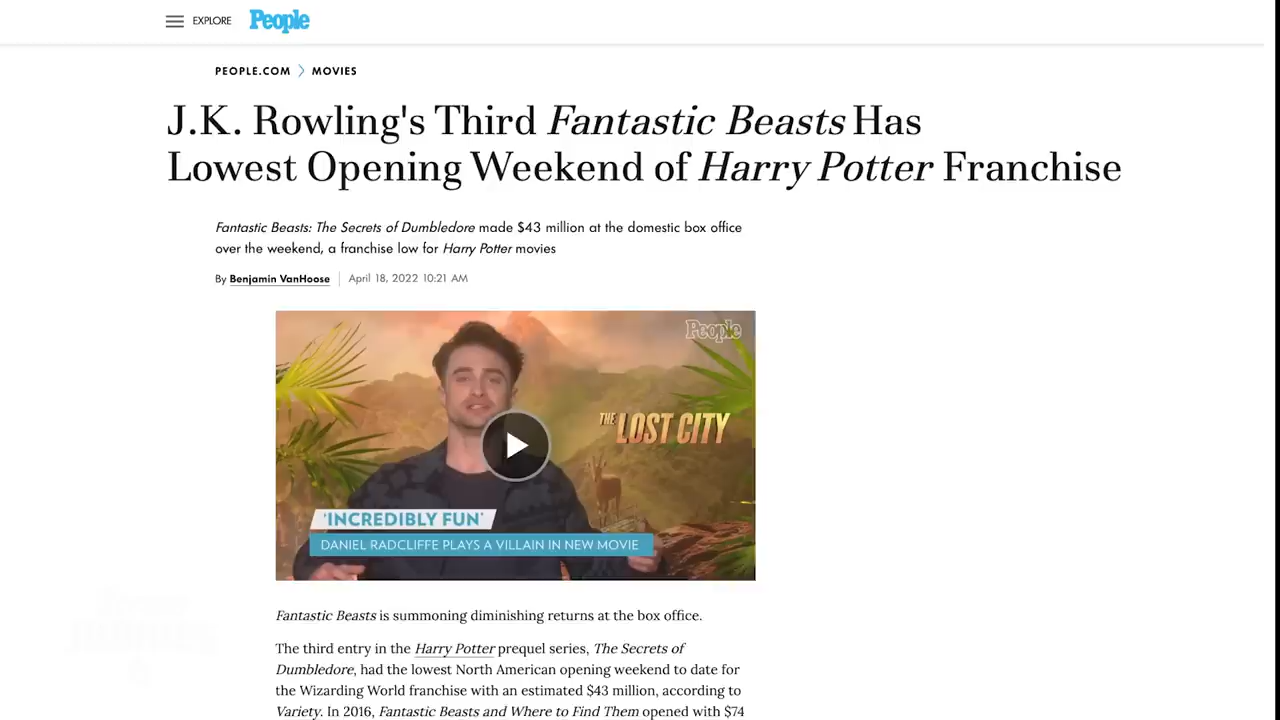 EXPLORE People
PEOPLE.COM > MOVIES
J.K. Rowling's Third Fantastic Beasts Has
Lowest Opening Weekend of Harry Potter Franchise
Fantastic Beasts: The Secrets of Dumbledore made $43 million at the domestic box office
over the weekend, a franchise low for Harry Potter movies
By Benjamin VanHoose | April 18, 2022 10:21 AM
People
THE LOST CITY
'INCREDIBLY FUN'
DANIEL RADCLIFFE PLAYS A VILLAIN IN NEW MOVIE
Fantastic Beasts is summoning diminishing returns at the box office.
The third entry in the Harry Potter prequel series, The Secrets of
Dumbledore, had the lowest North American opening weekend to date for
the Wizarding World franchise with an estimated $43 million, according to
Variety. In 2016, Fantastic Beasts and Where to Find Them opened with $74